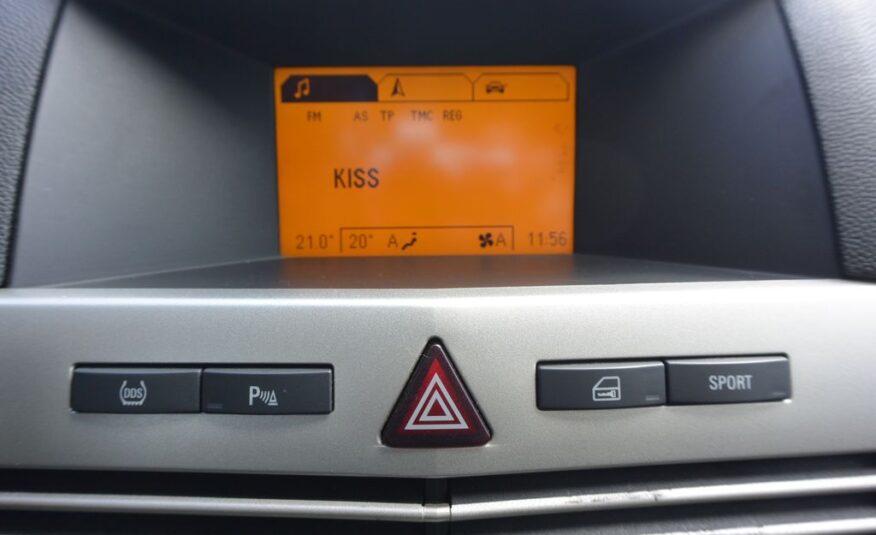 FM AS TP TMC REG
KISS
21.0° 20° A A 11:56
DDS P SPORT